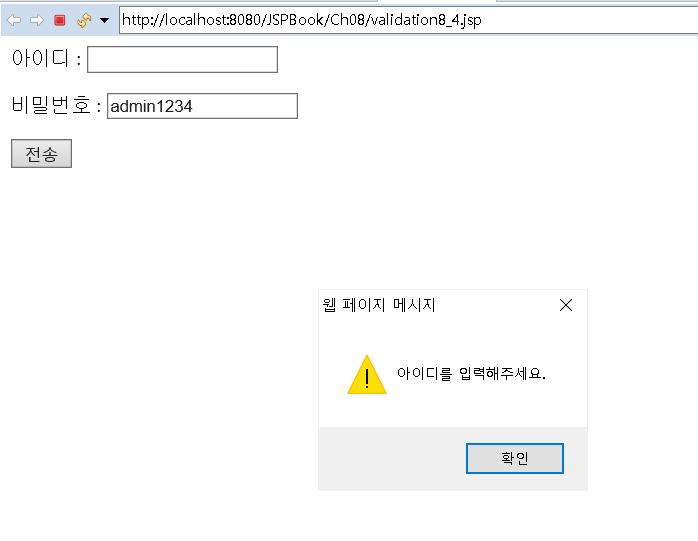 http://localhost:8080/JSPBook/Ch08/validation8_4.jsp
아이디 :
비밀번호 : admin1234
전송
웹 페이지 메시지
아이디를 입력해주세요.
확인